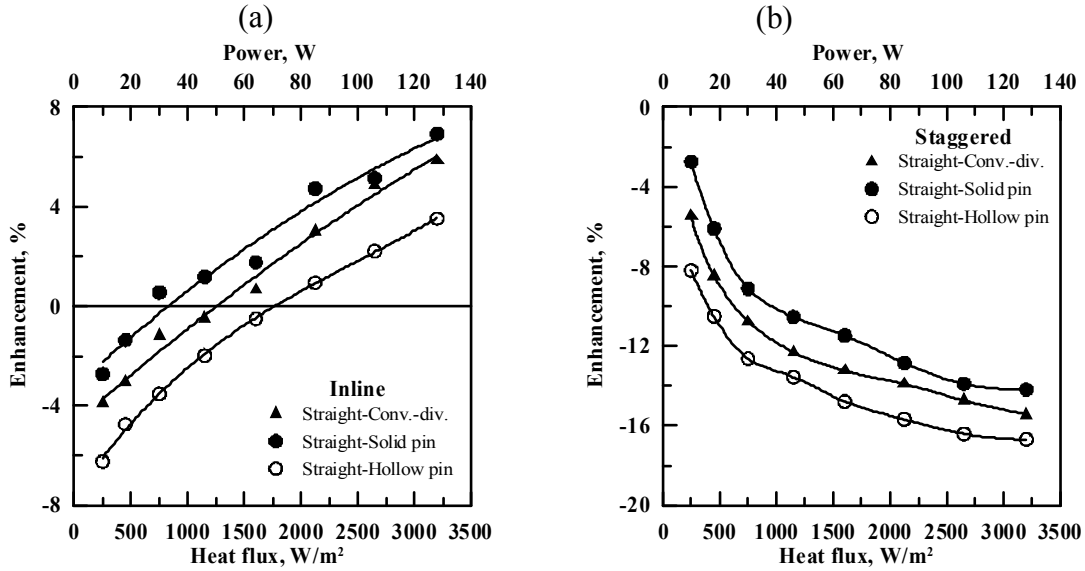 (a)
Power, W
0 20 40 60 80 100 120 140
8
4
0
-4
-8
Enhancement, %
Inline
Straight-Conv.-div.
Straight-Solid pin
Straight-Hollow pin
0 500 1000 1500 2000 2500 3000 3500
Heat flux, W/m²
(b)
Power, W
0 20 40 60 80 100 120 140
0
-4
-8
-12
-16
-20
Enhancement, %
Staggered
Straight-Conv.-div.
Straight-Solid pin
Straight-Hollow pin
0 500 1000 1500 2000 2500 3000 3500
Heat flux, W/m²